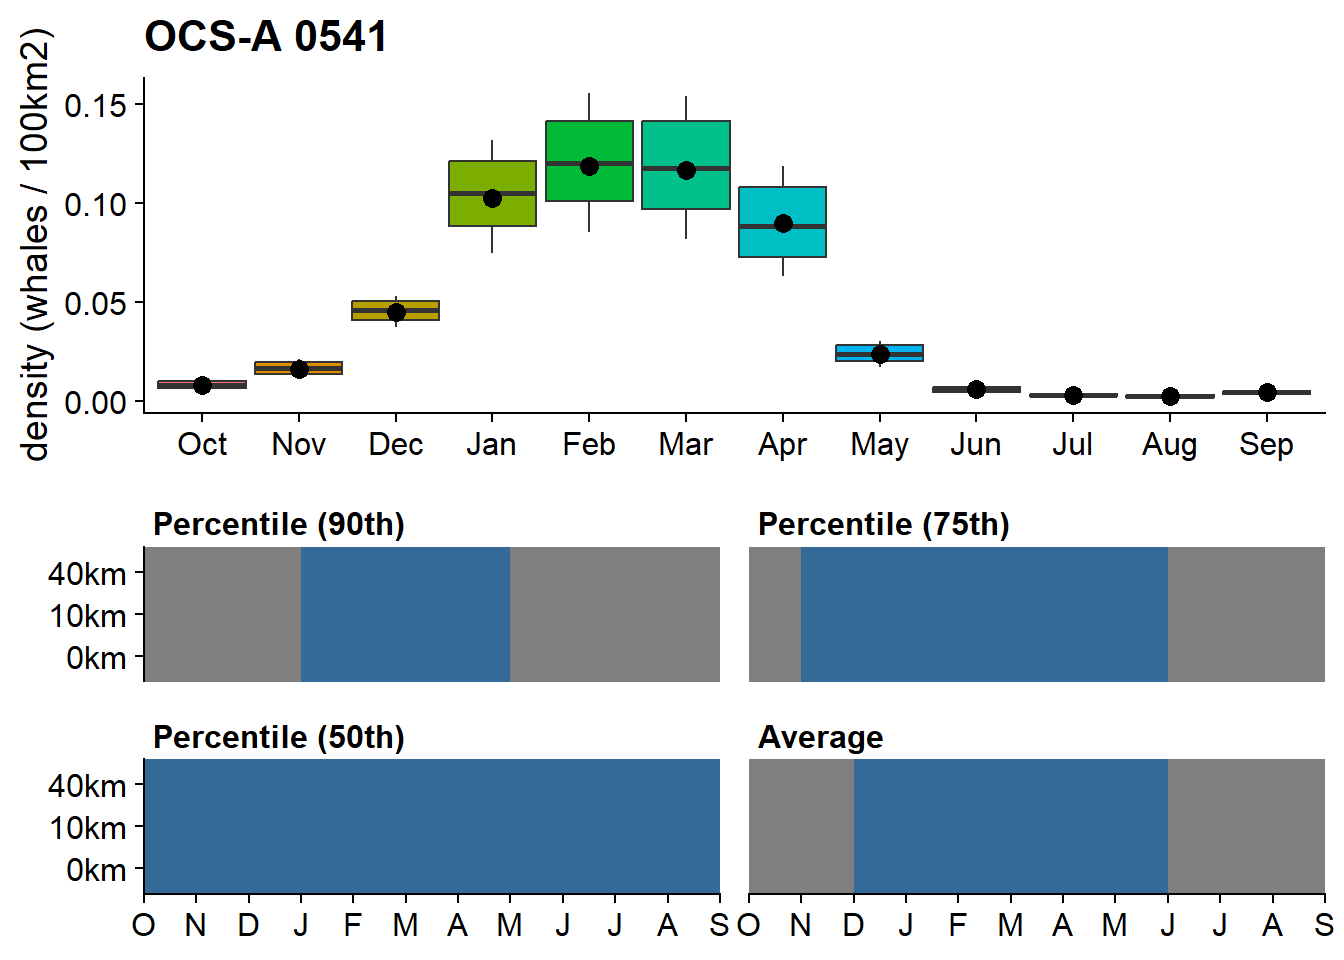 OCS-A 0541
density (whales / 100km2)
0.15
0.10
0.05
0.00
Oct Nov Dec Jan Feb Mar Apr May Jun Jul Aug Sep
Percentile (90th) Percentile (75th)
40km
10km
0km
Percentile (50th) Average
40km
10km
0km
O N D J F M A M J J A S O N D J F M A M J J A S